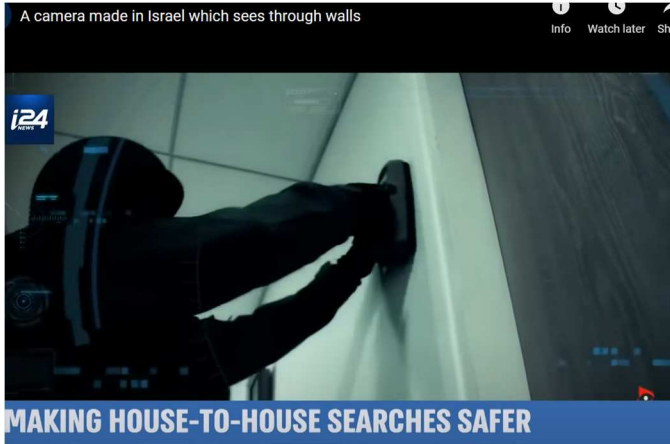 A camera made in Israel which sees through walls
Info
Watch later
i24
NEWS
MAKING HOUSE-TO-HOUSE SEARCHES SAFER